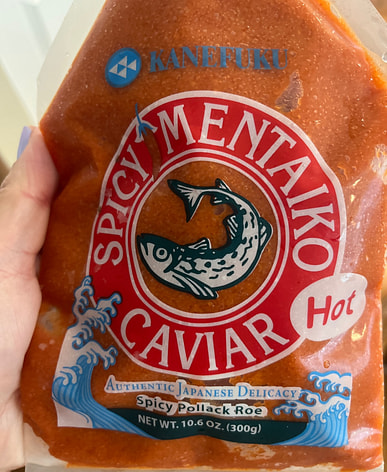 KANEFUKU
SPICY MENTAIKO
CAVIAR
Hot
AUTHENTIC JAPANESE DELICACY
Spicy Pollack Roe
NET WT. 10.6 OZ. (300g)